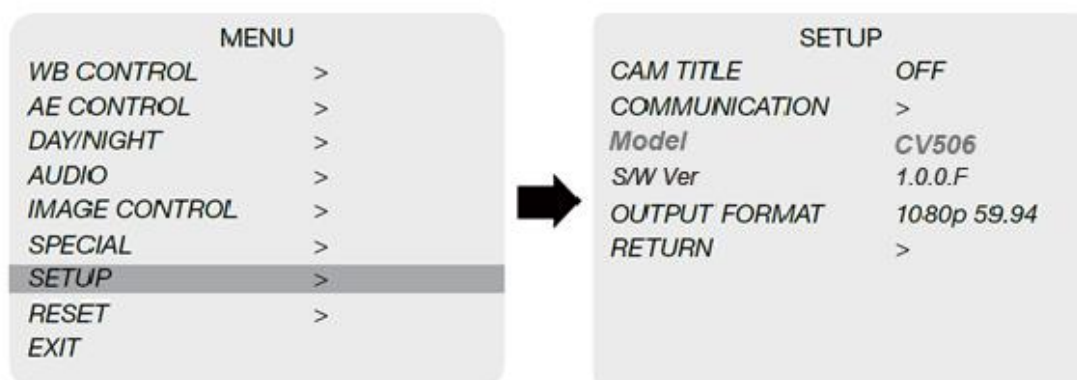 MENU
WB CONTROL >
AE CONTROL >
DAY/NIGHT >
AUDIO >
IMAGE CONTROL >
SPECIAL >
SETUP >
RESET >
EXIT
SETUP
CAM TITLE OFF
COMMUNICATION >
Model CV506
S/W Ver 1.0.0.F
OUTPUT FORMAT 1080p 59.94
RETURN >